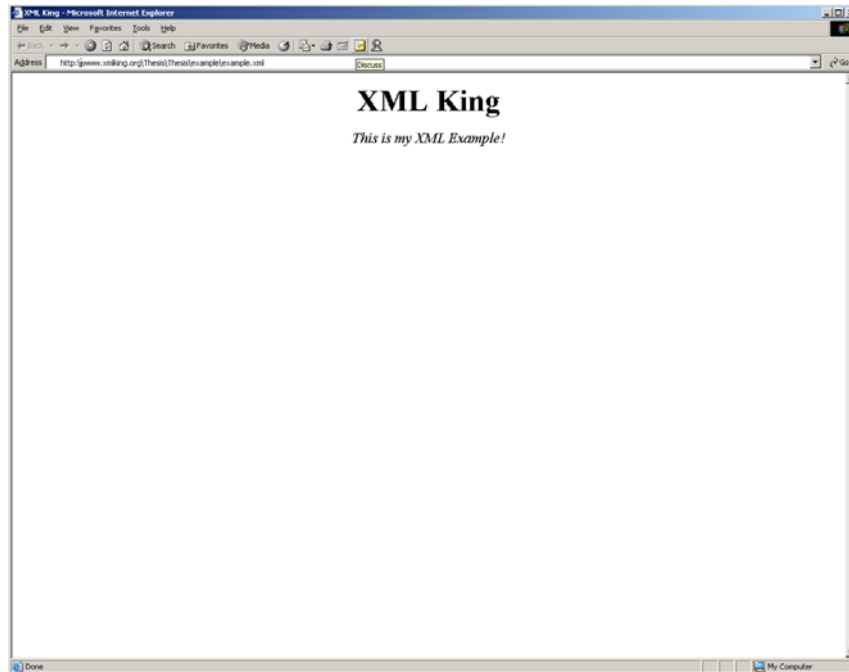 XML King - Microsoft Internet Explorer
File Edit View Favorites Tools Help
Back Search Favorites Media
Address http:\\www.xmlking.org\Thesis\Thesis\example\example.xml Go
Discuss
XML King
This is my XML Example!
Done My Computer